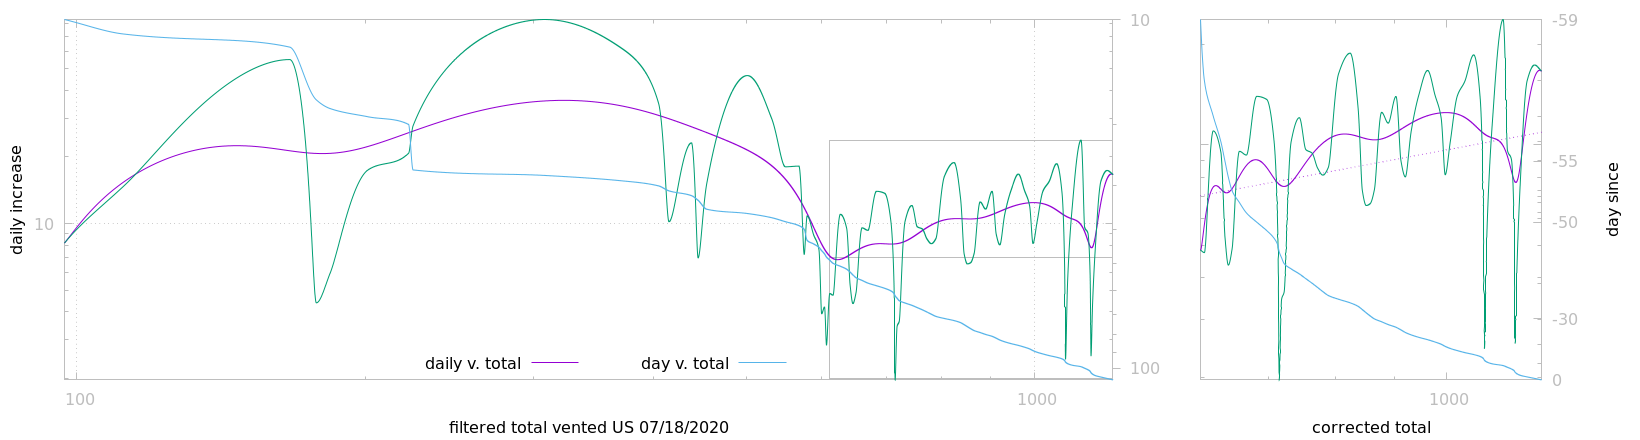 10
-59
daily increase
10
-55
-50
day since
-30
daily v. total
day v. total
100
0
100
1000
1000
filtered total vented US 07/18/2020
corrected total